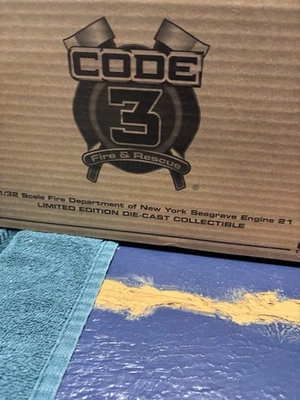 CODE
3
Fire & Rescue
®
1/32 Scale Fire Department of New York Seagrave Engine 21
LIMITED EDITION DIE-CAST COLLECTIBLE